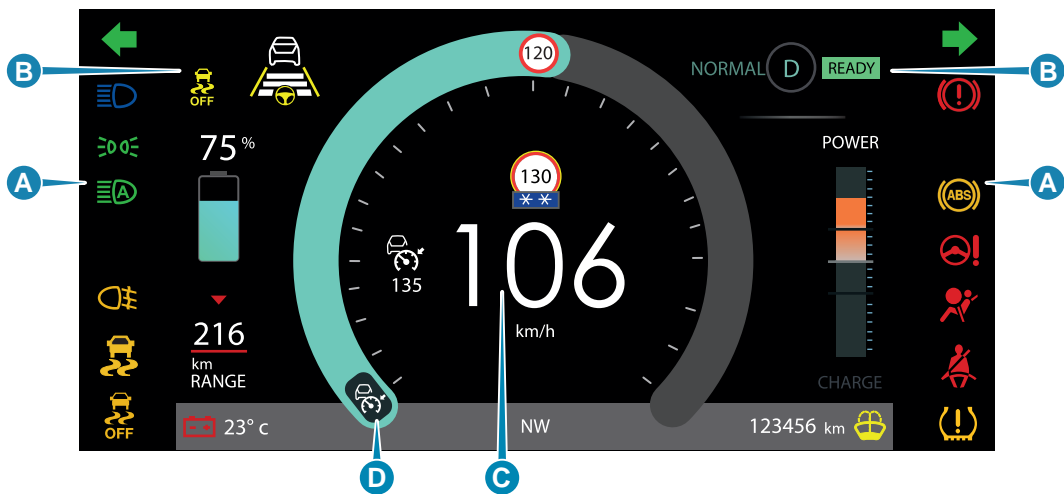 120
B
OFF
NORMAL D READY
B
75 %
POWER
130
A
A
ABS
A
106
135
km/h
216
km
RANGE
CHARGE
OFF
23° c
NW
123456 km
D
C